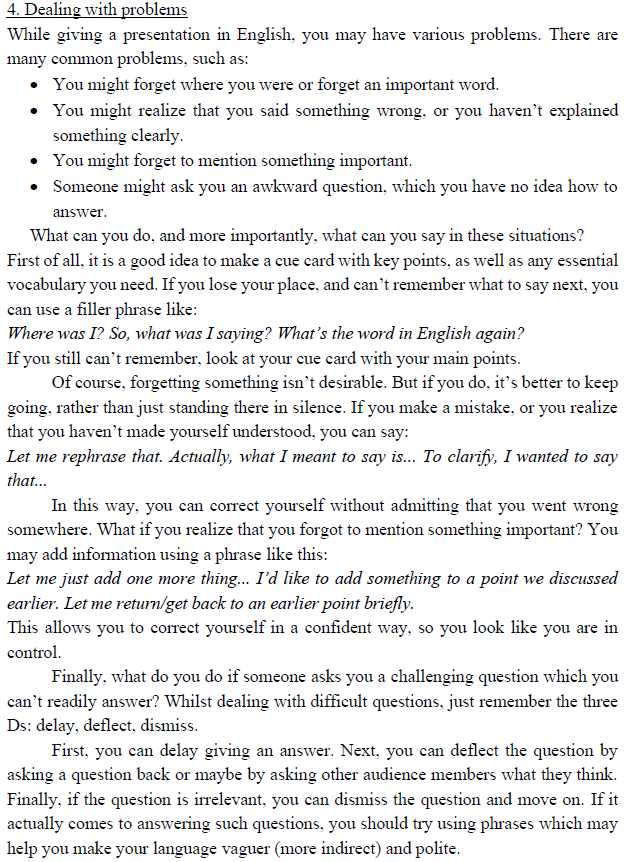 4. Dealing with problems
While giving a presentation in English, you may have various problems. There are
many common problems, such as:
• You might forget where you were or forget an important word.
• You might realize that you said something wrong, or you haven’t explained
something clearly.
• You might forget to mention something important.
• Someone might ask you an awkward question, which you have no idea how to
answer.
What can you do, and more importantly, what can you say in these situations?
First of all, it is a good idea to make a cue card with key points, as well as any essential
vocabulary you need. If you lose your place, and can’t remember what to say next, you
can use a filler phrase like:
Where was I? So, what was I saying? What’s the word in English again?
If you still can’t remember, look at your cue card with your main points.
Of course, forgetting something isn’t desirable. But if you do, it’s better to keep
going, rather than just standing there in silence. If you make a mistake, or you realize
that you haven’t made yourself understood, you can say:
Let me rephrase that. Actually, what I meant to say is... To clarify, I wanted to say
that...
In this way, you can correct yourself without admitting that you went wrong
somewhere. What if you realize that you forgot to mention something important? You
may add information using a phrase like this:
Let me just add one more thing... I’d like to add something to a point we discussed
earlier. Let me return/get back to an earlier point briefly.
This allows you to correct yourself in a confident way, so you look like you are in
control.
Finally, what do you do if someone asks you a challenging question which you
can’t readily answer? Whilst dealing with difficult questions, just remember the three
Ds: delay, deflect, dismiss.
First, you can delay giving an answer. Next, you can deflect the question by
asking a question back or maybe by asking other audience members what they think.
Finally, if the question is irrelevant, you can dismiss the question and move on. If it
actually comes to answering such questions, you should try using phrases which may
help you make your language vaguer (more indirect) and polite.